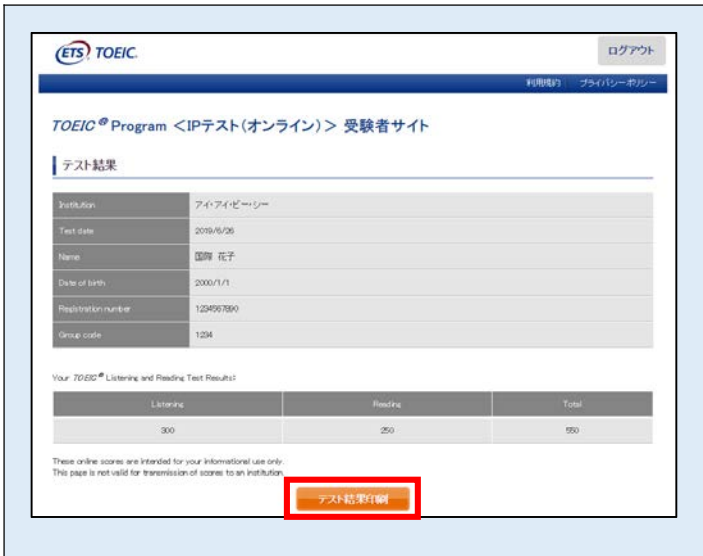 ETS TOEIC.
ログアウト
利用規約 プライバシーポリシー
TOEIC® Program <IPテスト(オンライン)> 受験者サイト
テスト結果
Institution アイ・アイ・ビー・シー
Test date 2019/6/26
Name 国際 花子
Date of birth 2000/1/1
Registration number 1234567890
Group code 1234
Your TOEIC® Listening and Reading Test Results:
Listening Reading Total
300 250 550
These online scores are intended for your informational use only.
This page is not valid for transmission of scores to an institution.
テスト結果印刷